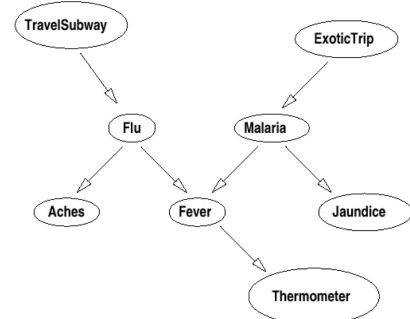 TravelSubway
ExoticTrip
Flu
Malaria
Aches
Fever
Jaundice
Thermometer